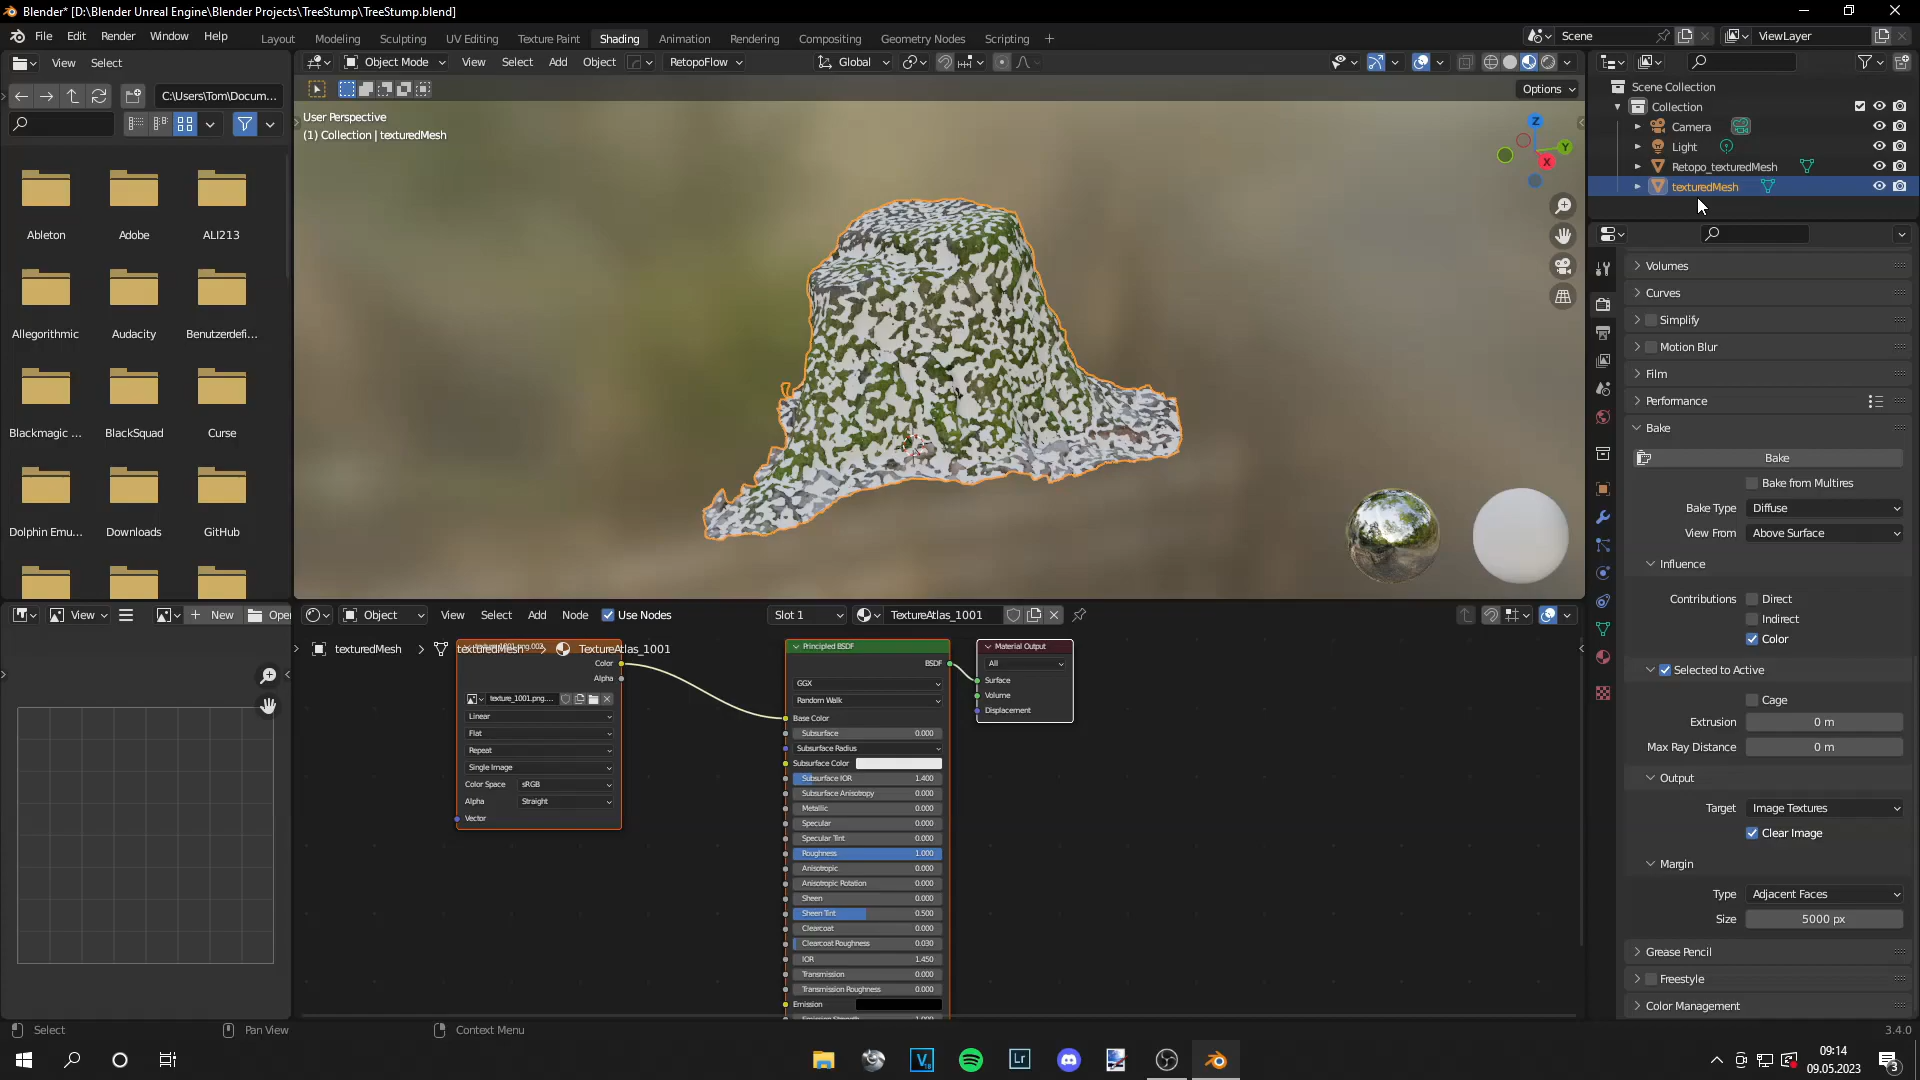 Blender* [D:\Blender Unreal Engine\Blender Projects\TreeStump\TreeStump.blend]
File Edit Render Window Help
Layout Modeling Sculpting UV Editing Texture Paint Shading Animation Rendering Compositing Geometry Nodes Scripting
Scene
ViewLayer
View Select
Object Mode View Select Add Object RetopoFlow Global
C:\Users\Tom\Docum...
Options
User Perspective
(1) Collection | texturedMesh
Z
Y
X
Ableton Adobe ALI213
Allegorithmic Audacity Benutzerdefi...
Blackmagic ... BlackSquad Curse
Dolphin Emu... Downloads GitHub
Scene Collection
Collection
Camera
Light
Retopo_texturedMesh
texturedMesh
Volumes
Curves
Simplify
Motion Blur
Film
Performance
Bake
Bake
Bake from Multires
Bake Type Diffuse
View From Above Surface
Influence
Contributions Direct
Indirect
Color
Selected to Active
Cage
Extrusion 0 m
Max Ray Distance 0 m
Output
Target Image Textures
Clear Image
Margin
Type Adjacent Faces
Size 5000 px
Grease Pencil
Freestyle
Color Management
View New Open
Object View Select Add Node Use Nodes Slot 1 TextureAtlas_1001
texturedMesh texturedMesh TextureAtlas_1001
Color
Alpha
texture_1001.png....
Linear
Flat
Repeat
Single Image
Color Space sRGB
Alpha Straight
Vector
Principled BSDF
BSDF
GGX
Random Walk
Base Color
Subsurface 0.000
Subsurface Radius
Subsurface Color
Subsurface IOR 1.400
Subsurface Anisotropy 0.000
Metallic 0.000
Specular 0.000
Specular Tint 0.000
Roughness 1.000
Anisotropic 0.000
Anisotropic Rotation 0.000
Sheen 0.000
Sheen Tint 0.500
Clearcoat 0.000
Clearcoat Roughness 0.030
IOR 1.450
Transmission 0.000
Transmission Roughness 0.000
Emission
Material Output
All
Surface
Volume
Displacement
Select Pan View Context Menu
3.4.0
09:14
09.05.2023
3